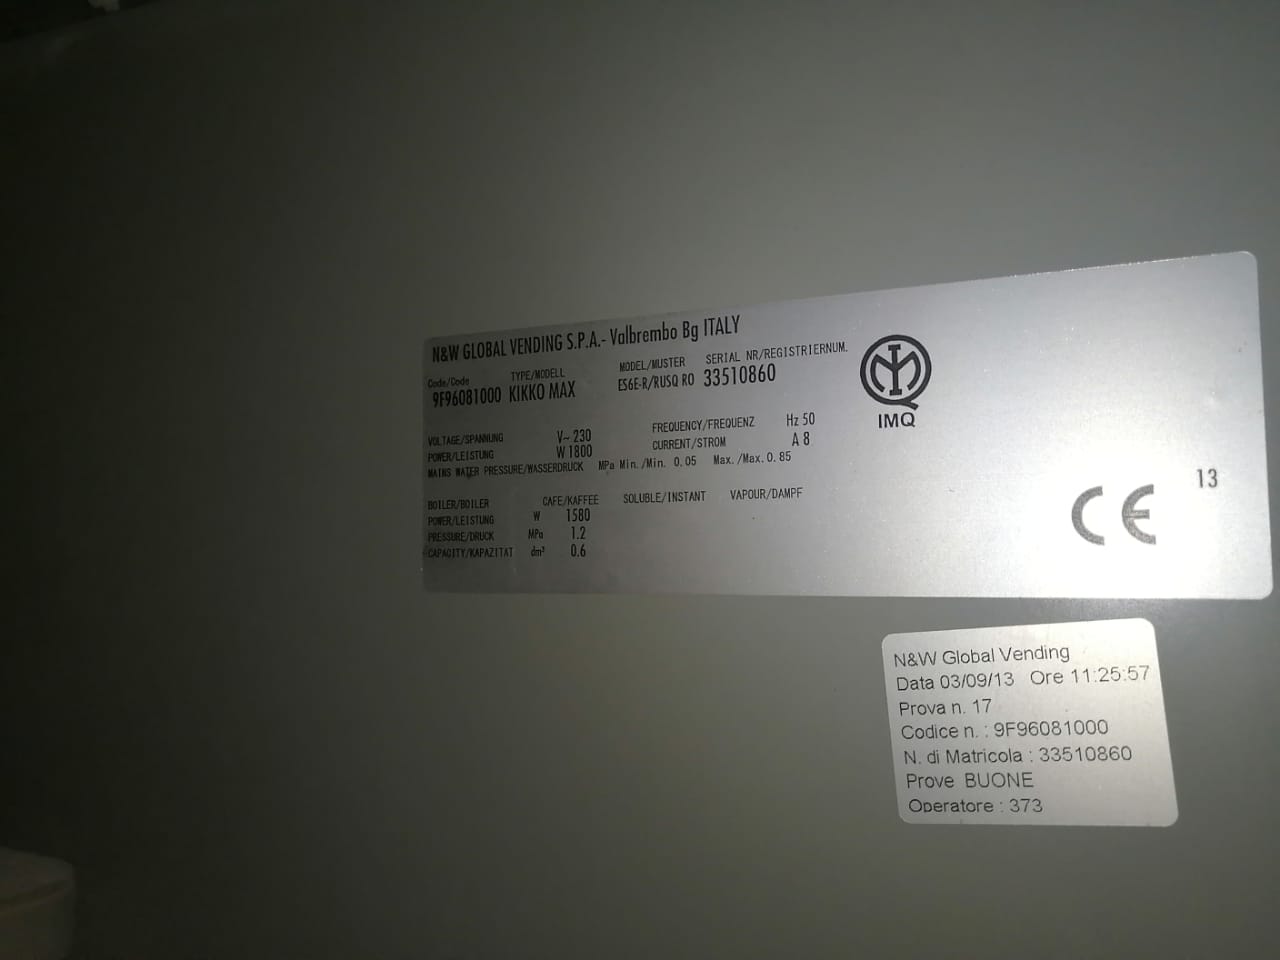 N&W GLOBAL VENDING S.P.A.- Valbrembo Bg ITALY
Code/Code TYPE/MODELL MODEL/MUSTER SERIAL NR/REGISTRIERNUM.
9F96081000 KIKKO MAX ES6E-R/RUSQ RO 33510860
IMQ
VOLTAGE/SPANNUNG V~ 230 FREQUENCY/FREQUENZ Hz 50
POWER/LEISTUNG W 1800 CURRENT/STROM A 8
MAINS WATER PRESSURE/WASSERDRUCK MPa Min./Min. 0.05 Max./Max. 0.85
BOILER/BOILER CAFE/KAFFEE SOLUBLE/INSTANT VAPOUR/DAMPF
POWER/LEISTUNG W 1580
PRESSURE/DRUCK MPa 1.2
CAPACITY/KAPAZITAT dm³ 0.6
CE 13
N&W Global Vending
Data 03/09/13 Ore 11:25:57
Prova n. 17
Codice n. : 9F96081000
N. di Matricola : 33510860
Prove BUONE
Operatore : 373